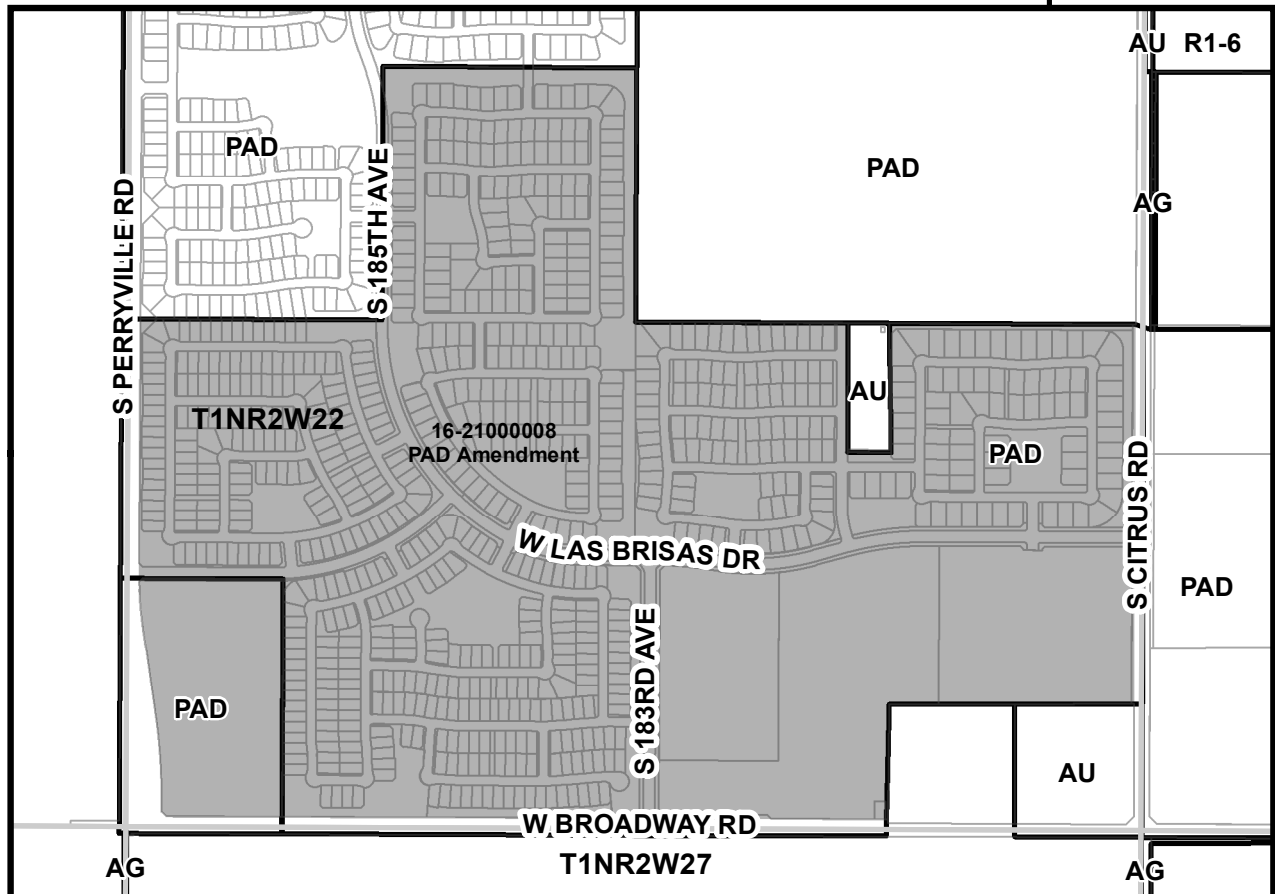 AU R1-6
PAD
PAD
S 185TH AVE
S PERRYVILLE RD
AG
AU
T1NR2W22
16-21000008
PAD Amendment
PAD
S CITRUS RD
W LAS BRISAS DR
PAD
S 183RD AVE
PAD
AU
W BROADWAY RD
T1NR2W27
AG
AG